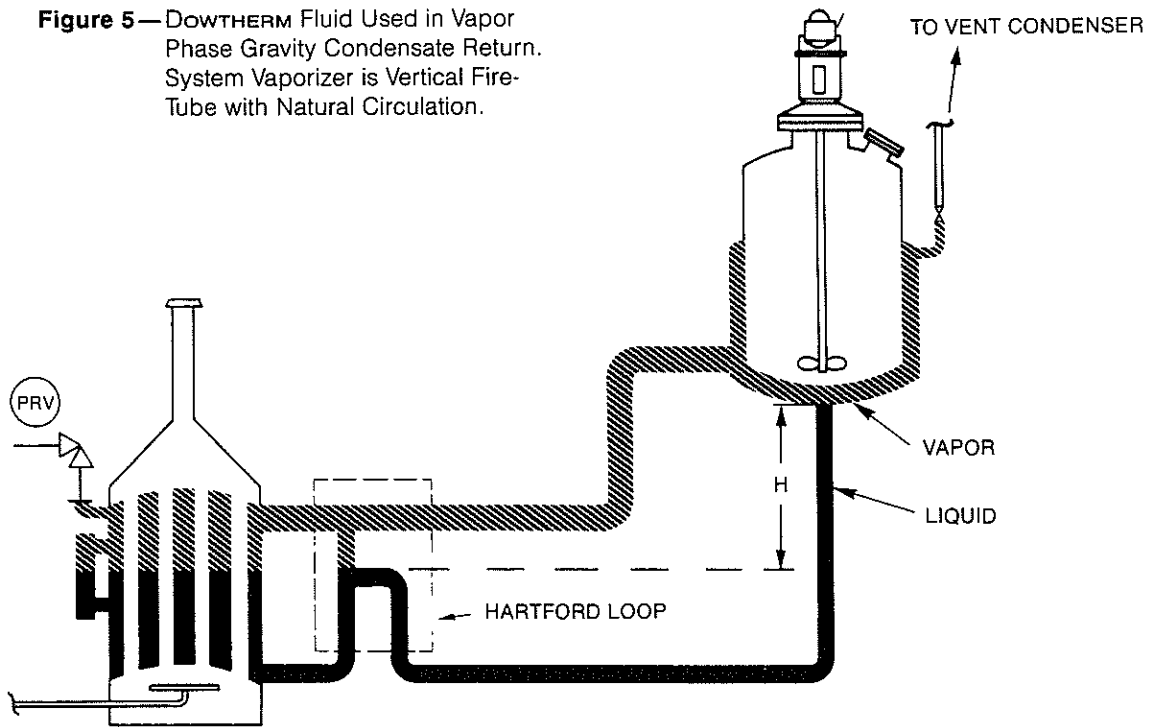 Figure 5—DOWTHERM Fluid Used in Vapor
Phase Gravity Condensate Return.
System Vaporizer is Vertical Fire-
Tube with Natural Circulation.
TO VENT CONDENSER
PRV
VAPOR
H
LIQUID
HARTFORD LOOP